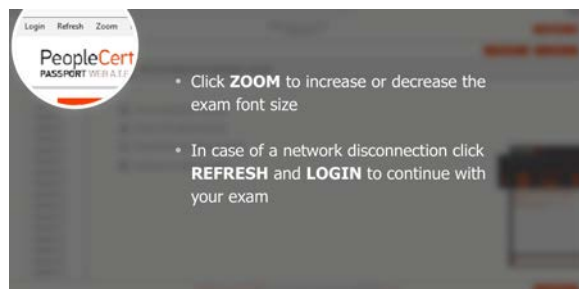 Login Refresh Zoom
PeopleCert
PASSPORT WEB A.T.E
• Click ZOOM to increase or decrease the
exam font size
• In case of a network disconnection click
REFRESH and LOGIN to continue with
your exam